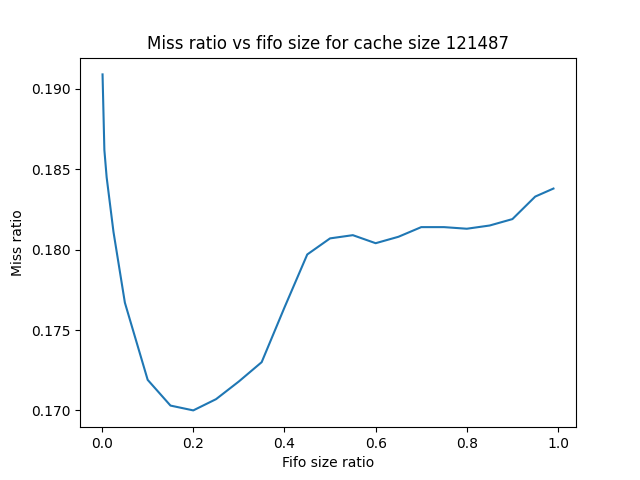 Miss ratio vs fifo size for cache size 121487
Miss ratio
0.190
0.185
0.180
0.175
0.170
0.0 0.2 0.4 0.6 0.8 1.0
Fifo size ratio